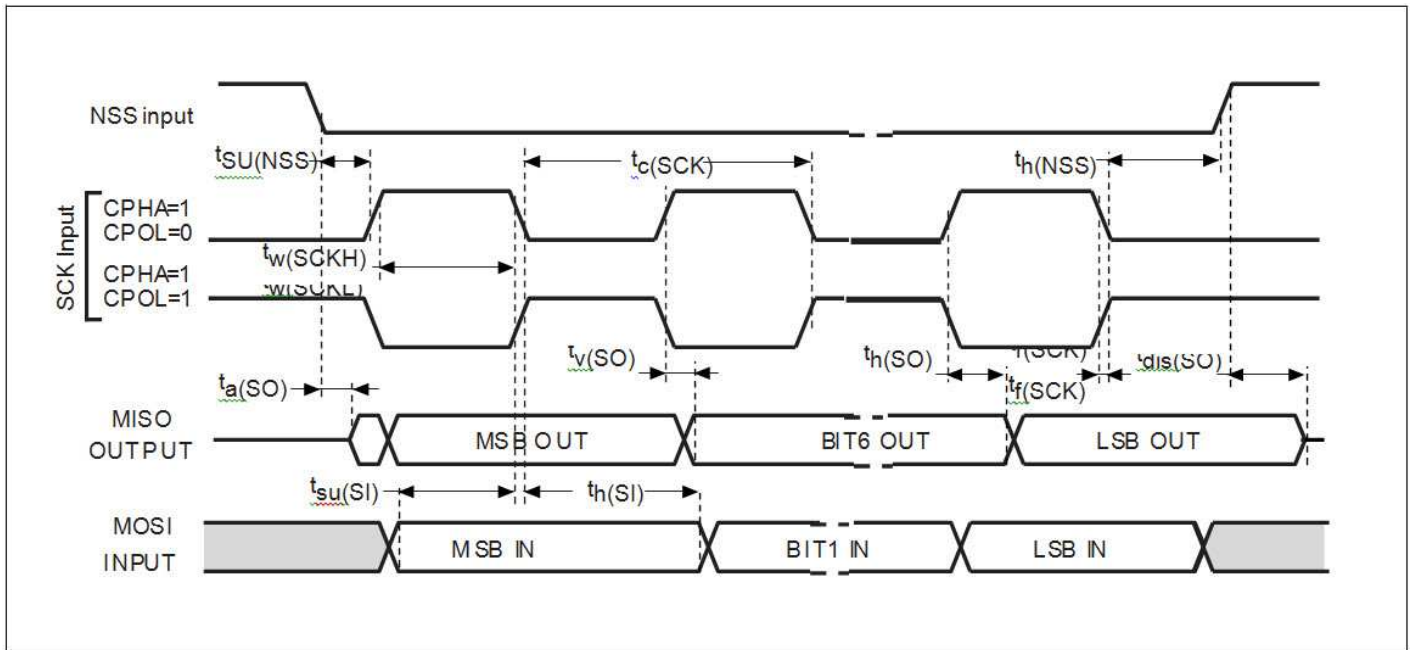 NSS input
tSU(NSS)
tc(SCK)
th(NSS)
SCK Input
CPHA=1
CPOL=0
tw(SCKH)
CPHA=1
CPOL=1
tv(SO)
th(SO)
tf(SCK)
tdis(SO)
ta(SO)
MISO
OUTPUT
MSB OUT
BIT6 OUT
LSB OUT
tsu(SI)
th(SI)
MOSI
INPUT
MSB IN
BIT1 IN
LSB IN